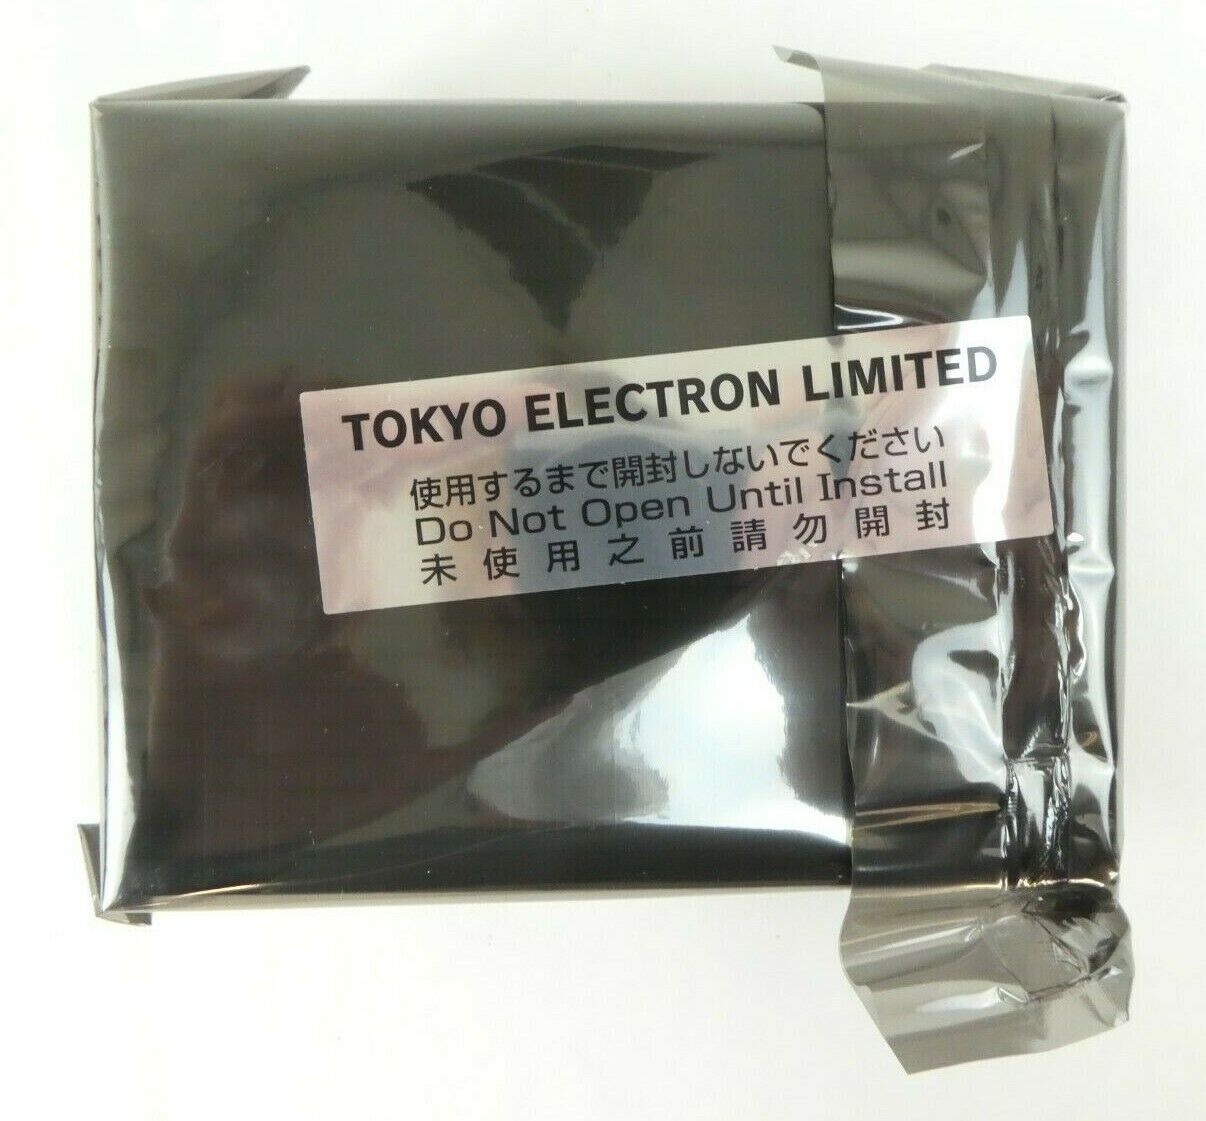 TOKYO ELECTRON LIMITED
使用するまで開封しないでください
Do Not Open Until Install
未使用之前請勿開封